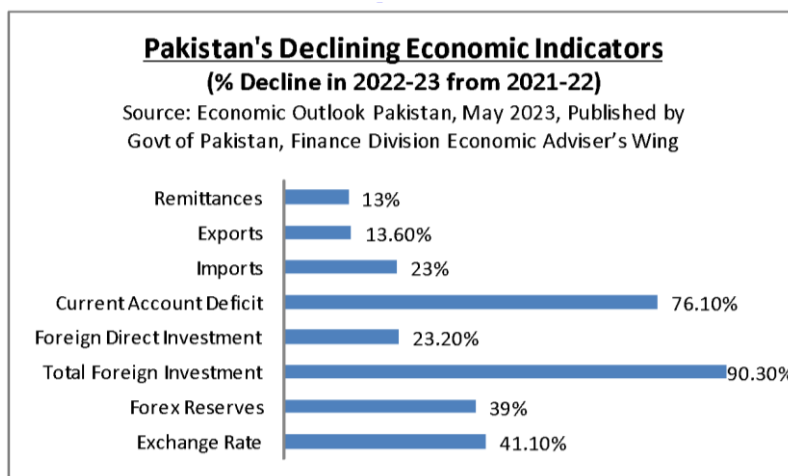 Pakistan's Declining Economic Indicators
(% Decline in 2022-23 from 2021-22)
Source: Economic Outlook Pakistan, May 2023, Published by
Govt of Pakistan, Finance Division Economic Adviser's Wing
Remittances 13%
Exports 13.60%
Imports 23%
Current Account Deficit 76.10%
Foreign Direct Investment 23.20%
Total Foreign Investment 90.30%
Forex Reserves 39%
Exchange Rate 41.10%